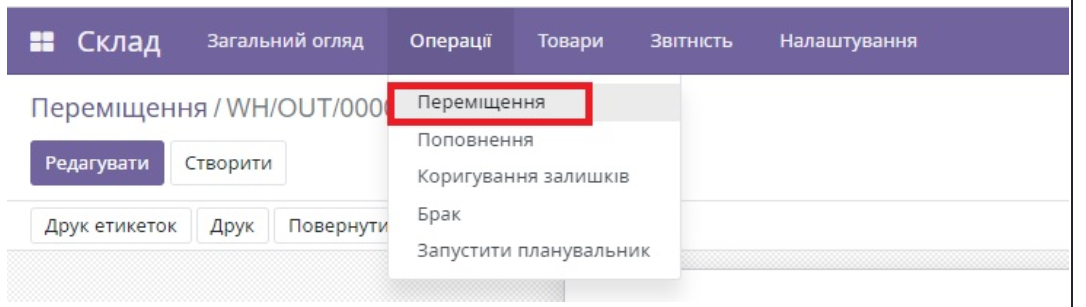 Склад Загальний огляд Операції Товари Звітність Налаштування
Переміщення / WH/OUT/000
Переміщення
Поповнення
Коригування залишків
Брак
Запустити планувальник
Редагувати Створити
Друк етикеток Друк Повернути